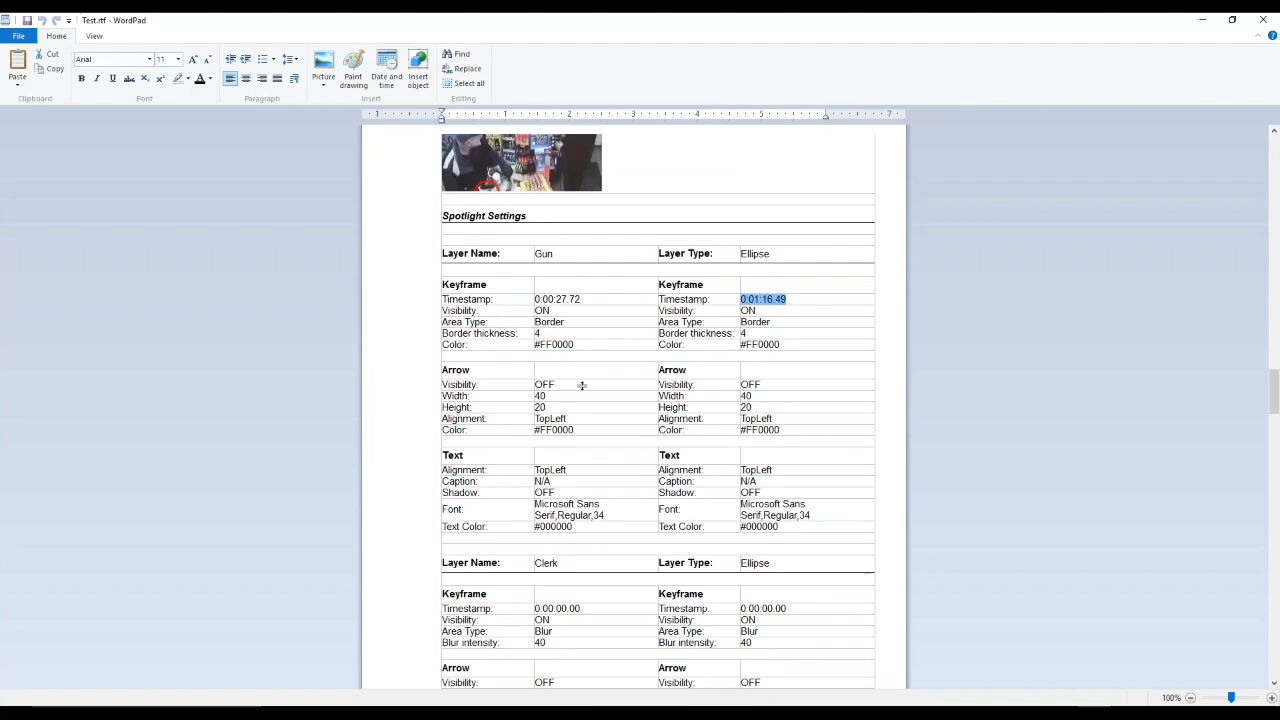 Test.rtf - WordPad
File Home View
Paste
Cut
Copy
Clipboard
Arial 11
Font
Paragraph
Picture
Paint drawing
Date and time
Insert object
Insert
Find
Replace
Select all
Editing
1 1 2 3 4 5 7
Spotlight Settings
Layer Name: Gun Layer Type: Ellipse
Keyframe Keyframe
Timestamp: 0:00:27.72 Timestamp: 0:01:16.49
Visibility: ON Visibility: ON
Area Type: Border Area Type: Border
Border thickness: 4 Border thickness: 4
Color: #FF0000 Color: #FF0000
Arrow Arrow
Visibility: OFF Visibility: OFF
Width: 40 Width: 40
Height: 20 Height: 20
Alignment: TopLeft Alignment: TopLeft
Color: #FF0000 Color: #FF0000
Text Text
Alignment: TopLeft Alignment: TopLeft
Caption: N/A Caption: N/A
Shadow: OFF Shadow: OFF
Font: Microsoft Sans Serif,Regular,34 Font: Microsoft Sans Serif,Regular,34
Text Color: #000000 Text Color: #000000
Layer Name: Clerk Layer Type: Ellipse
Keyframe Keyframe
Timestamp: 0:00:00.00 Timestamp: 0:00:00.00
Visibility: ON Visibility: ON
Area Type: Blur Area Type: Blur
Blur intensity: 40 Blur intensity: 40
Arrow Arrow
Visibility: OFF Visibility: OFF
100%